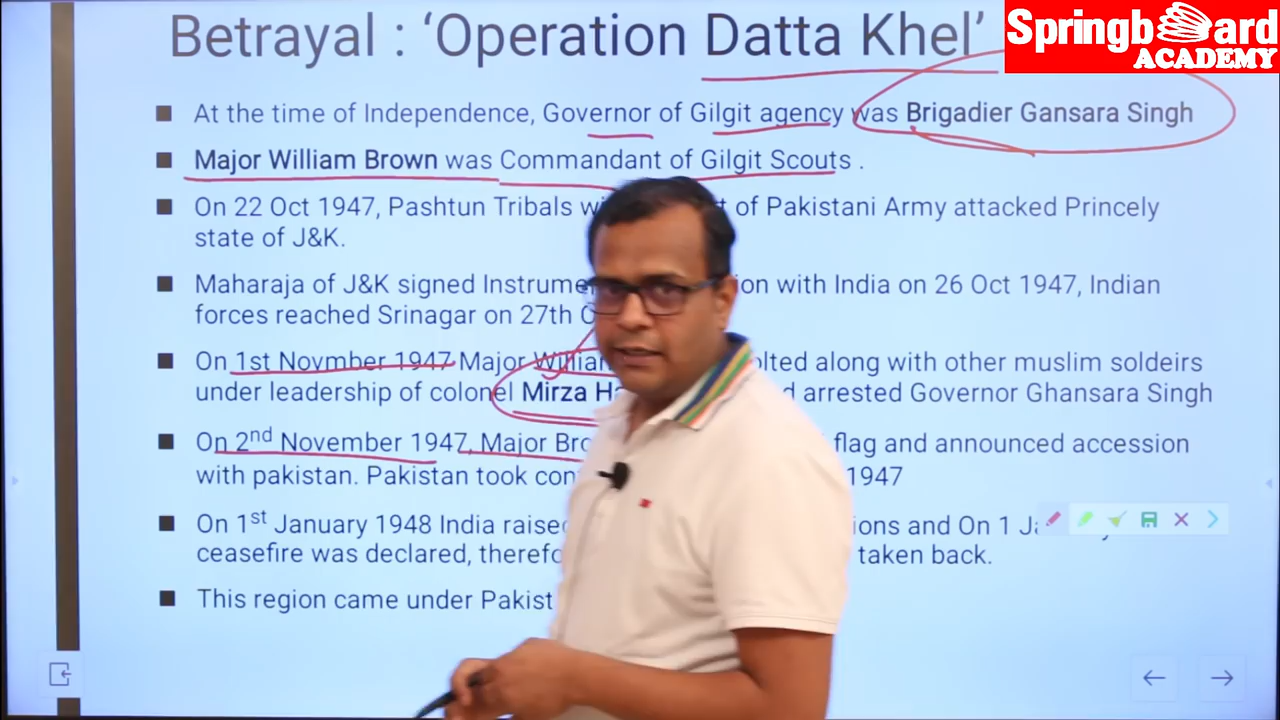 Betrayal : ‘Operation Datta Khel’
Springboard
ACADEMY
At the time of Independence, Governor of Gilgit agency was Brigadier Gansara Singh
Major William Brown was Commandant of Gilgit Scouts .
On 22 Oct 1947, Pashtun Tribals of Pakistani Army attacked Princely
state of J&K.
Maharaja of J&K signed with India on 26 Oct 1947, Indian
forces reached Srinagar on 27th
On 1st Novmber 1947 Major along with other muslim soldeirs
under leadership of colonel Mirza arrested Governor Ghansara Singh
On 2nd November 1947, Major flag and announced accession
with pakistan. Pakistan took 1947
On 1st January 1948 India and On 1
ceasefire was declared, taken back.
This region came under